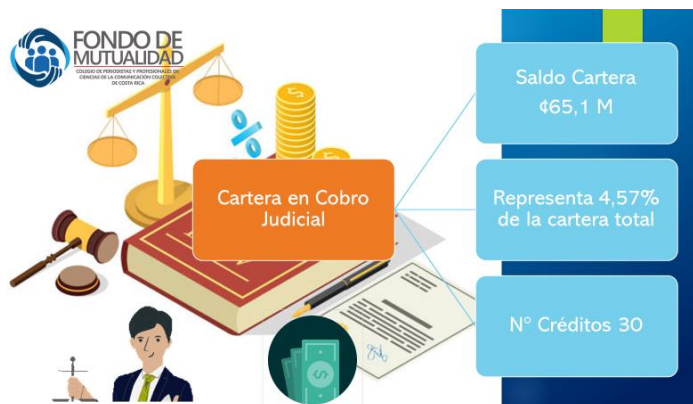 FONDO DE
MUTUALIDAD
COLEGIO DE PERIODISTAS Y PROFESIONALES EN
CIENCIAS DE LA COMUNICACIÓN COLECTIVA
DE COSTA RICA
Saldo Cartera
¢65,1 M
Cartera en Cobro
Judicial
Representa 4,57%
de la cartera total
N° Créditos 30